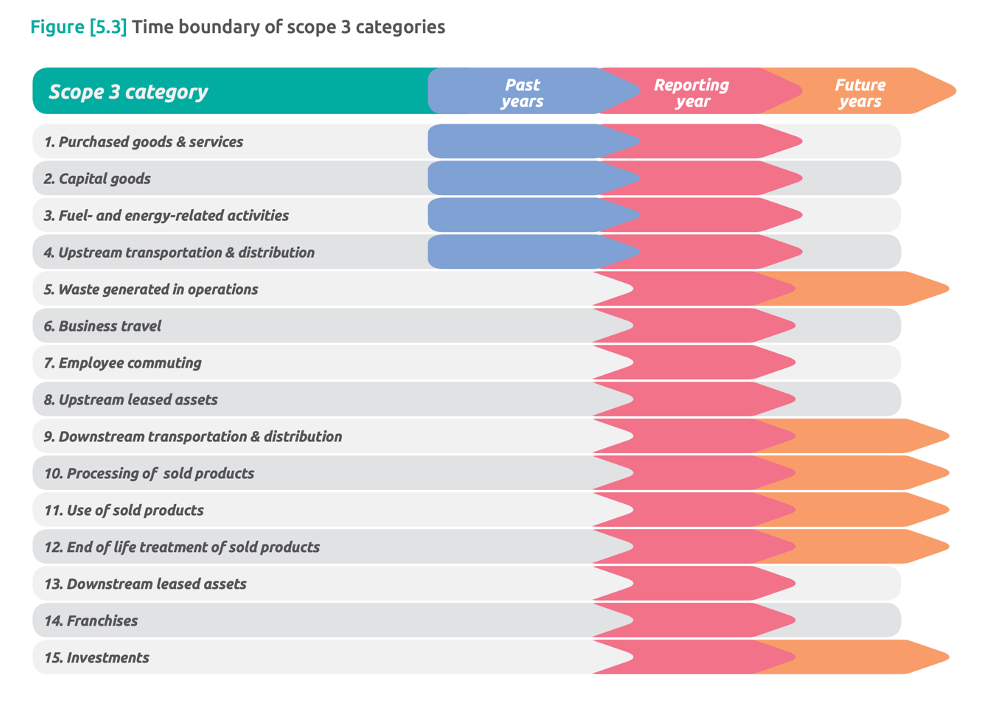 Figure [5.3] Time boundary of scope 3 categories
Scope 3 category
Past
years
Reporting
year
Future
years
1. Purchased goods & services
2. Capital goods
3. Fuel- and energy-related activities
4. Upstream transportation & distribution
5. Waste generated in operations
6. Business travel
7. Employee commuting
8. Upstream leased assets
9. Downstream transportation & distribution
10. Processing of sold products
11. Use of sold products
12. End of life treatment of sold products
13. Downstream leased assets
14. Franchises
15. Investments